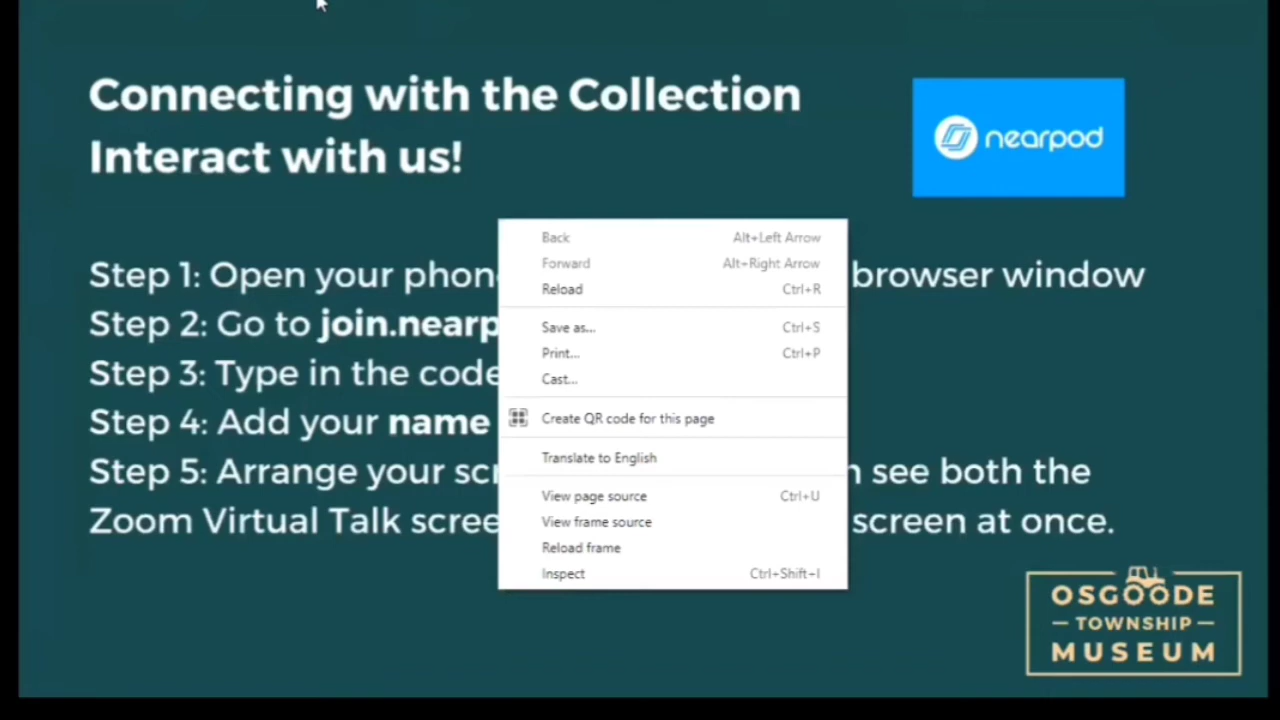 Connecting with the Collection
Interact with us!
nearpod
Step 1: Open your phon browser window
Step 2: Go to join.nearp
Step 3: Type in the code
Step 4: Add your name
Step 5: Arrange your scr n see both the
Zoom Virtual Talk scree screen at once.
Back Alt+Left Arrow
Forward Alt+Right Arrow
Reload Ctrl+R
Save as... Ctrl+S
Print... Ctrl+P
Cast...
Create QR code for this page
Translate to English
View page source Ctrl+U
View frame source
Reload frame
Inspect Ctrl+Shift+I
OSGOODE
TOWNSHIP
MUSEUM